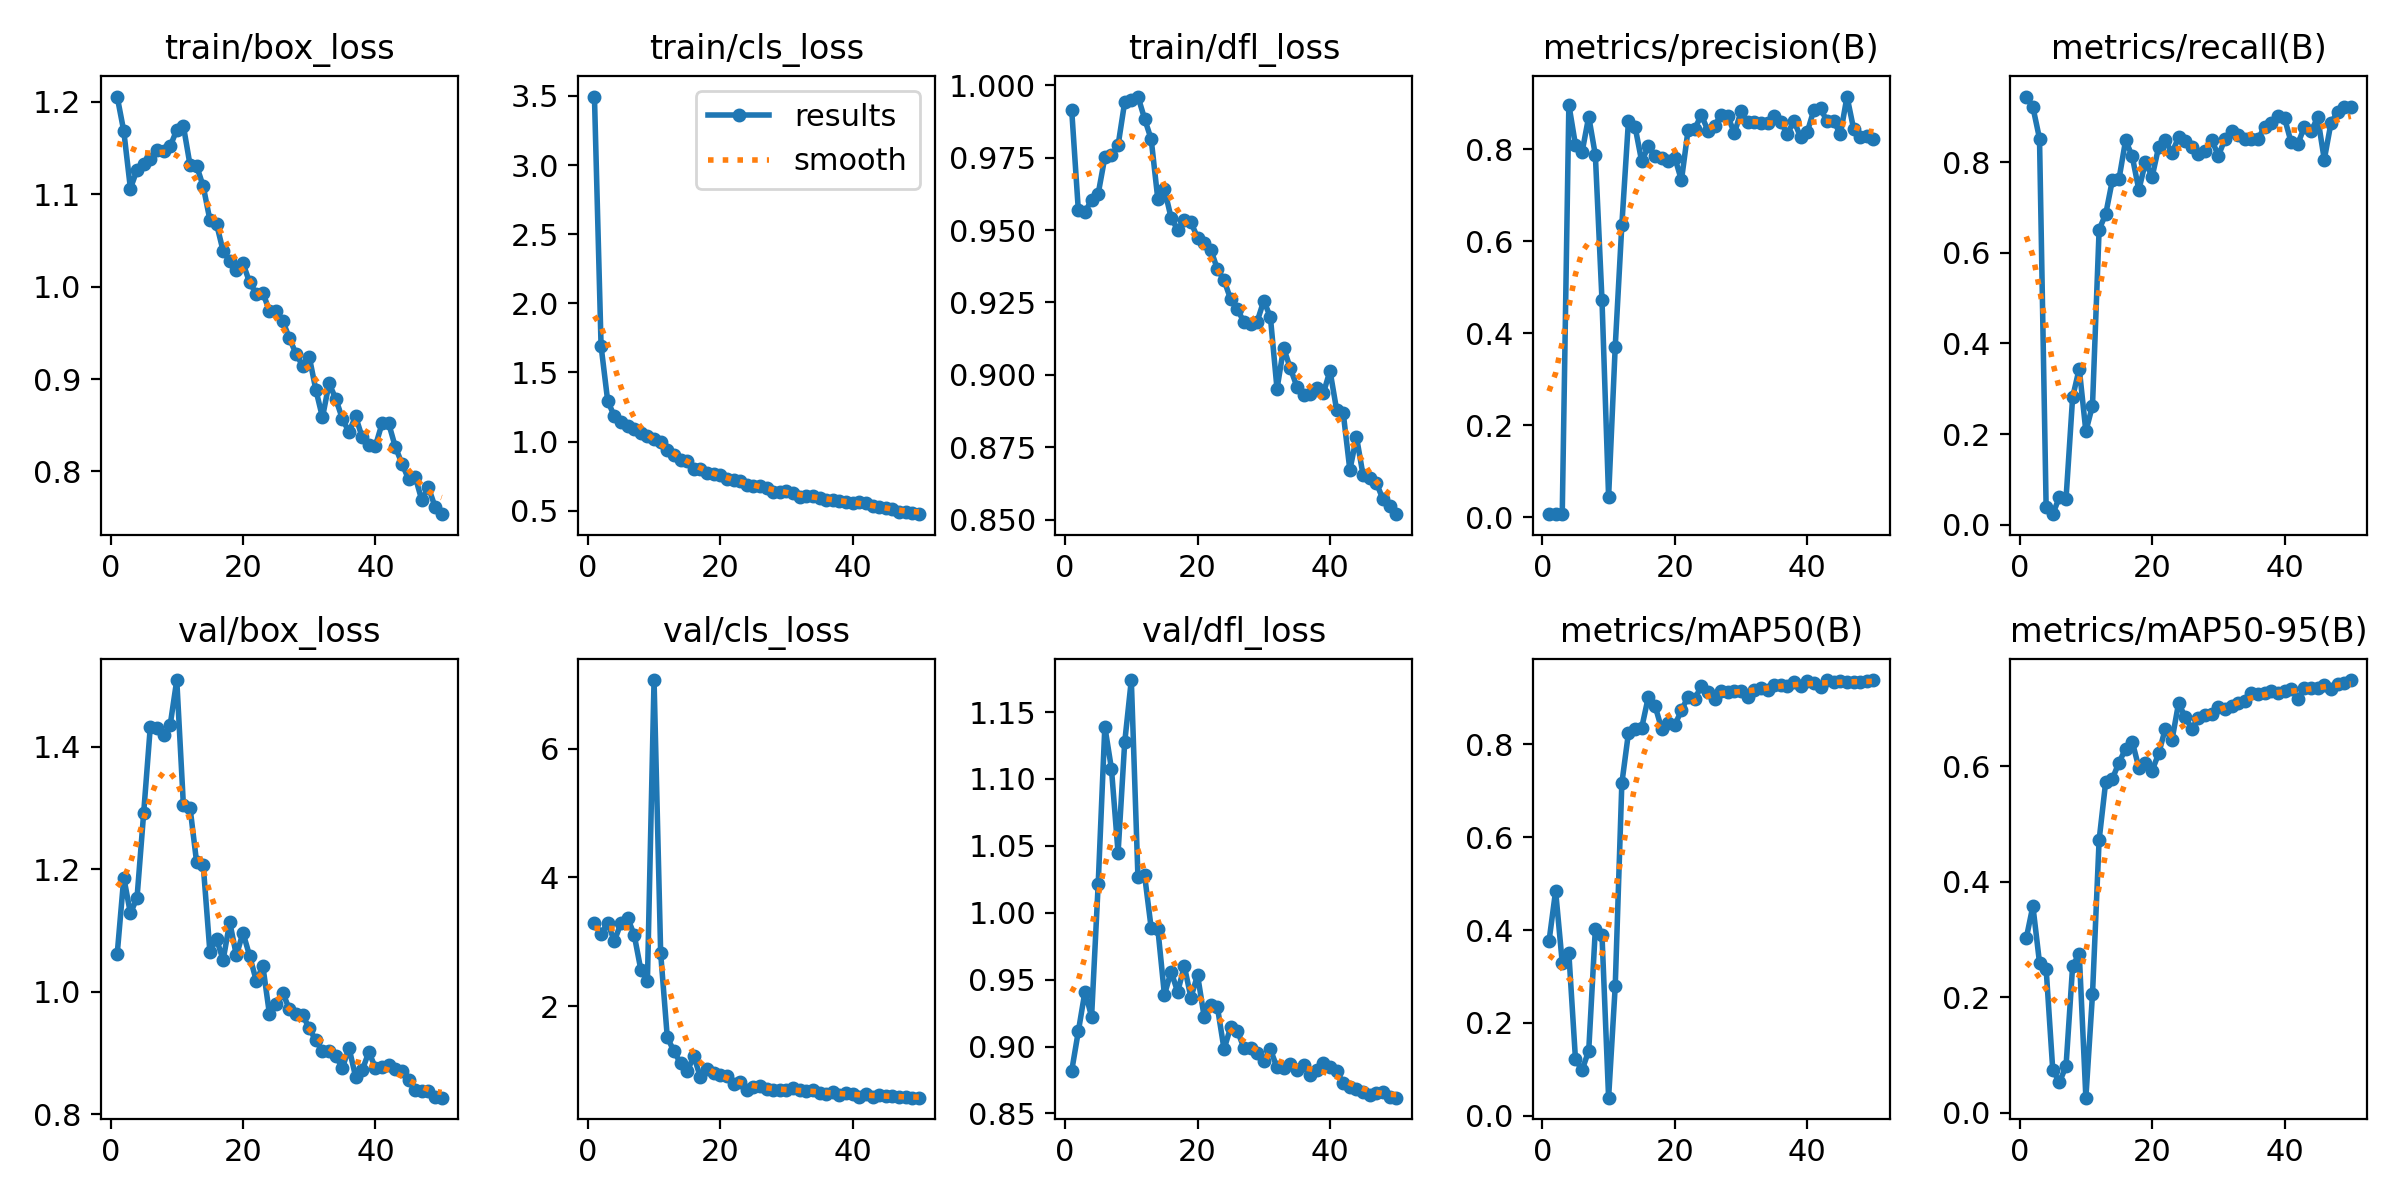 train/box_loss
train/cls_loss
train/dfl_loss
metrics/precision(B)
metrics/recall(B)
1.2
1.1
1.0
0.9
0.8
0 20 40
3.5
3.0
2.5
2.0
1.5
1.0
0.5
results
smooth
0 20 40
1.000
0.975
0.950
0.925
0.900
0.875
0.850
0 20 40
0.8
0.6
0.4
0.2
0.0
0 20 40
0.8
0.6
0.4
0.2
0.0
0 20 40
val/box_loss
val/cls_loss
val/dfl_loss
metrics/mAP50(B)
metrics/mAP50-95(B)
1.4
1.2
1.0
0.8
0 20 40
6
4
2
0 20 40
1.15
1.10
1.05
1.00
0.95
0.90
0.85
0 20 40
0.8
0.6
0.4
0.2
0.0
0 20 40
0.6
0.4
0.2
0.0
0 20 40